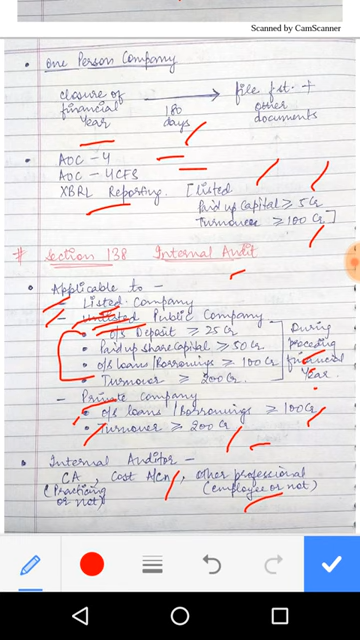 Scanned by CamScanner
• One Person Company
closure of financial year → 180 days file f.st. + other documents
• AOC - 4
AOC - 4CFS
XBRL Reporting. [Listed
Paid up Capital ≥ 5 Cr
Turnover ≥ 100 Cr]
# Section 138 Internal Audit
• Applicable to -
- Listed Company
- Unlisted Public Company
• o/s Deposit ≥ 25 Cr
• Paid up share Capital ≥ 50 Cr.
• o/s loans/Borrowings ≥ 100 Cr
• Turnover ≥ 200 Cr.
During preceding financial Year.
- Private Company
• o/s loans/Borrowings ≥ 100 Cr
• Turnover ≥ 200 Cr
• Internal Auditor -
CA, Cost A/Cn, other professional
(Practicing or not) (employee or not)